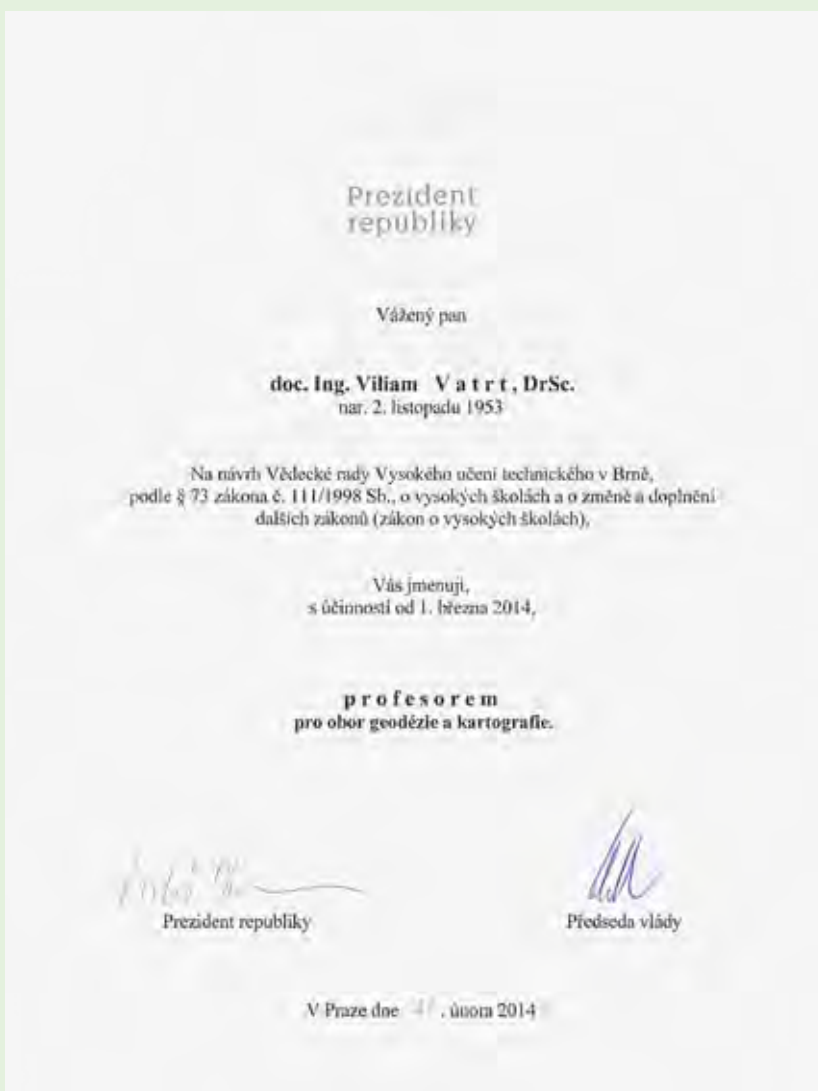 Prezident
republiky
Vážený pan
doc. Ing. Viliam V a t r t , DrSc.
nar. 2. listopadu 1953
Na návrh Vědecké rady Vysokého učení technického v Brně,
podle § 73 zákona č. 111/1998 Sb., o vysokých školách a o změně a doplnění
dalších zákonů (zákon o vysokých školách),
Vás jmenuji,
s účinností od 1. března 2014,
p r o f e s o r e m
pro obor geodézie a kartografie.
Prezident republiky
Předseda vlády
V Praze dne . února 2014